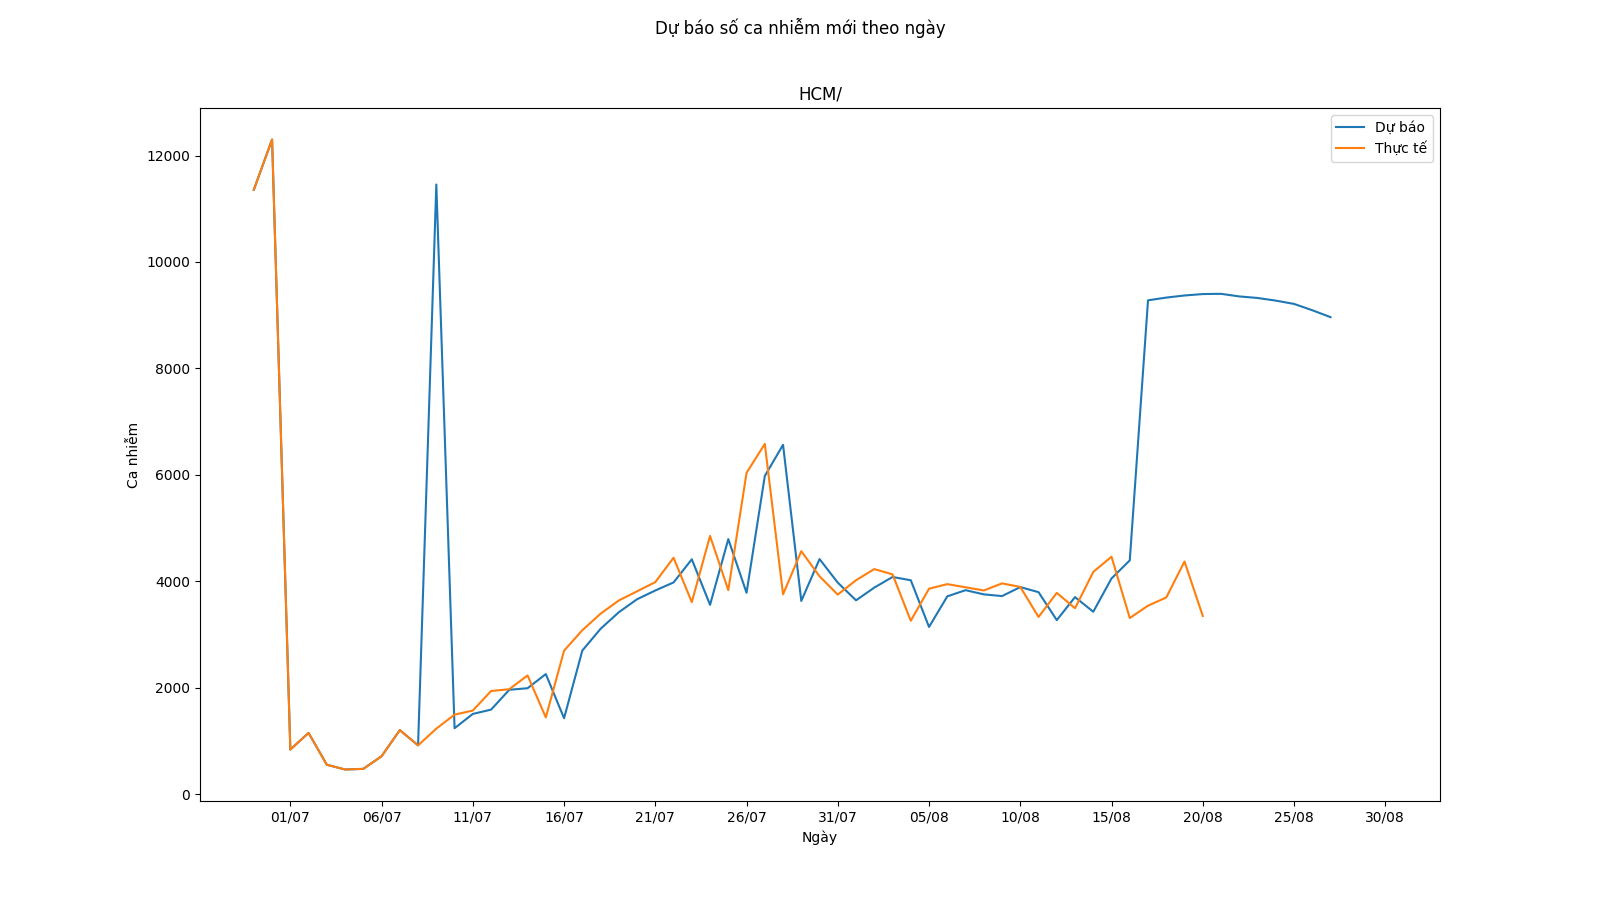 Dự báo số ca nhiễm mới theo ngày
HCM/
Dự báo
Thực tế
12000
10000
8000
6000
4000
2000
0
Ca nhiễm
01/07 06/07 11/07 16/07 21/07 26/07 31/07 05/08 10/08 15/08 20/08 25/08 30/08
Ngày